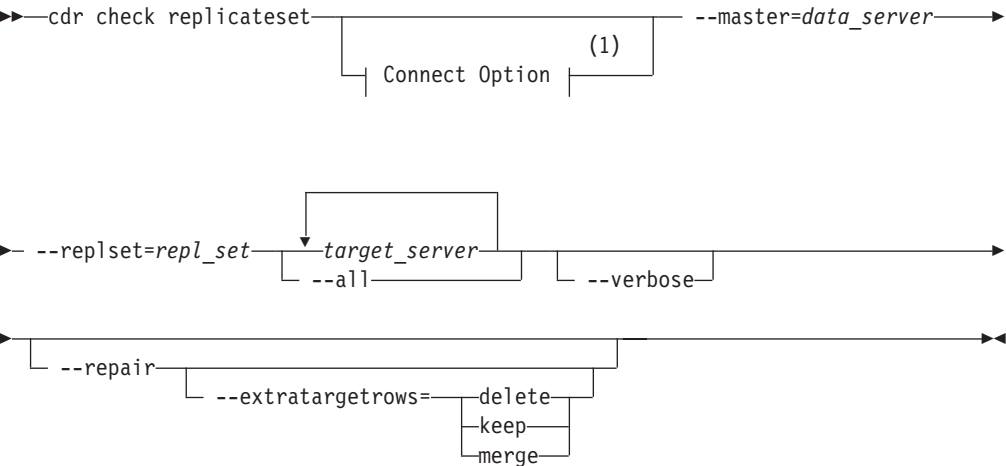 cdr check replicateset --master=data_server
(1)
Connect Option
--replset=repl_set target_server
--all --verbose
--repair
--extratargetrows= delete
keep
merge